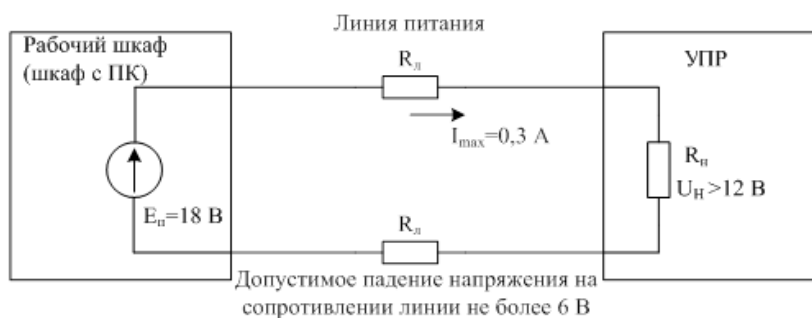 Линия питания
Рабочий шкаф
(шкаф с ПК)
Rл
УПР
Imax=0,3 А
Rн
UН>12 В
Eп=18 В
Rл
Допустимое падение напряжения на
сопротивлении линии не более 6 В